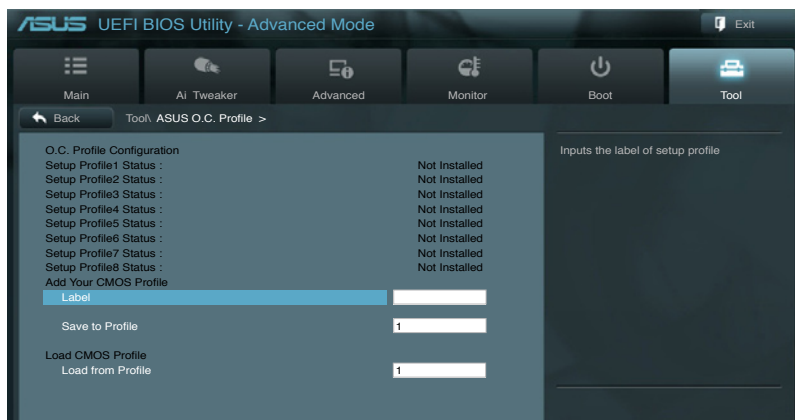 ASUS UEFI BIOS Utility - Advanced Mode
Exit
Main
Ai Tweaker
Advanced
Monitor
Boot
Tool
Back
Tool\ ASUS O.C. Profile >
O.C. Profile Configuration
Setup Profile1 Status : Not Installed
Setup Profile2 Status : Not Installed
Setup Profile3 Status : Not Installed
Setup Profile4 Status : Not Installed
Setup Profile5 Status : Not Installed
Setup Profile6 Status : Not Installed
Setup Profile7 Status : Not Installed
Setup Profile8 Status : Not Installed
Add Your CMOS Profile
Label
Save to Profile 1
Load CMOS Profile
Load from Profile 1
Inputs the label of setup profile